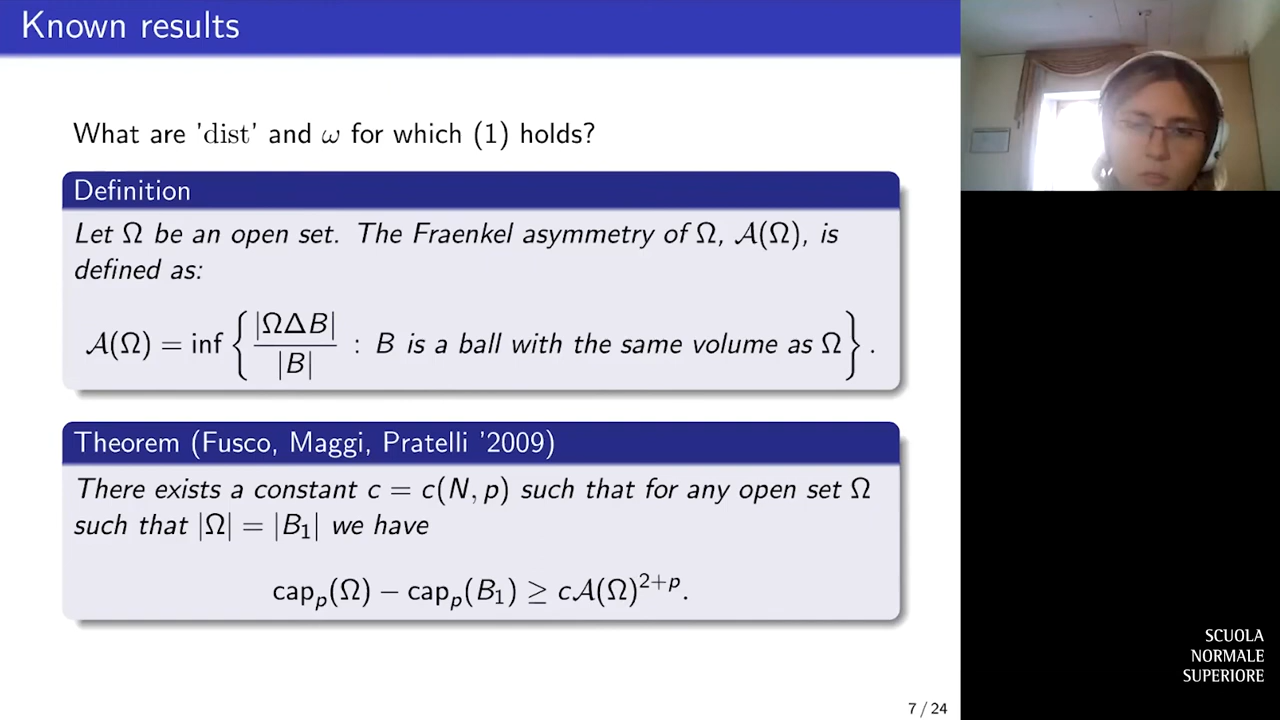 Known results
What are 'dist' and ω for which (1) holds?
Definition
Let Ω be an open set. The Fraenkel asymmetry of Ω, 𝒜(Ω), is
defined as:
𝒜(Ω) = inf { |ΩΔB| / |B| : B is a ball with the same volume as Ω } .
Theorem (Fusco, Maggi, Pratelli '2009)
There exists a constant c = c(N, p) such that for any open set Ω
such that |Ω| = |B₁| we have
capₚ(Ω) − capₚ(B₁) ≥ c𝒜(Ω)²⁺ᵖ.
SCUOLA
NORMALE
SUPERIORE
7 / 24